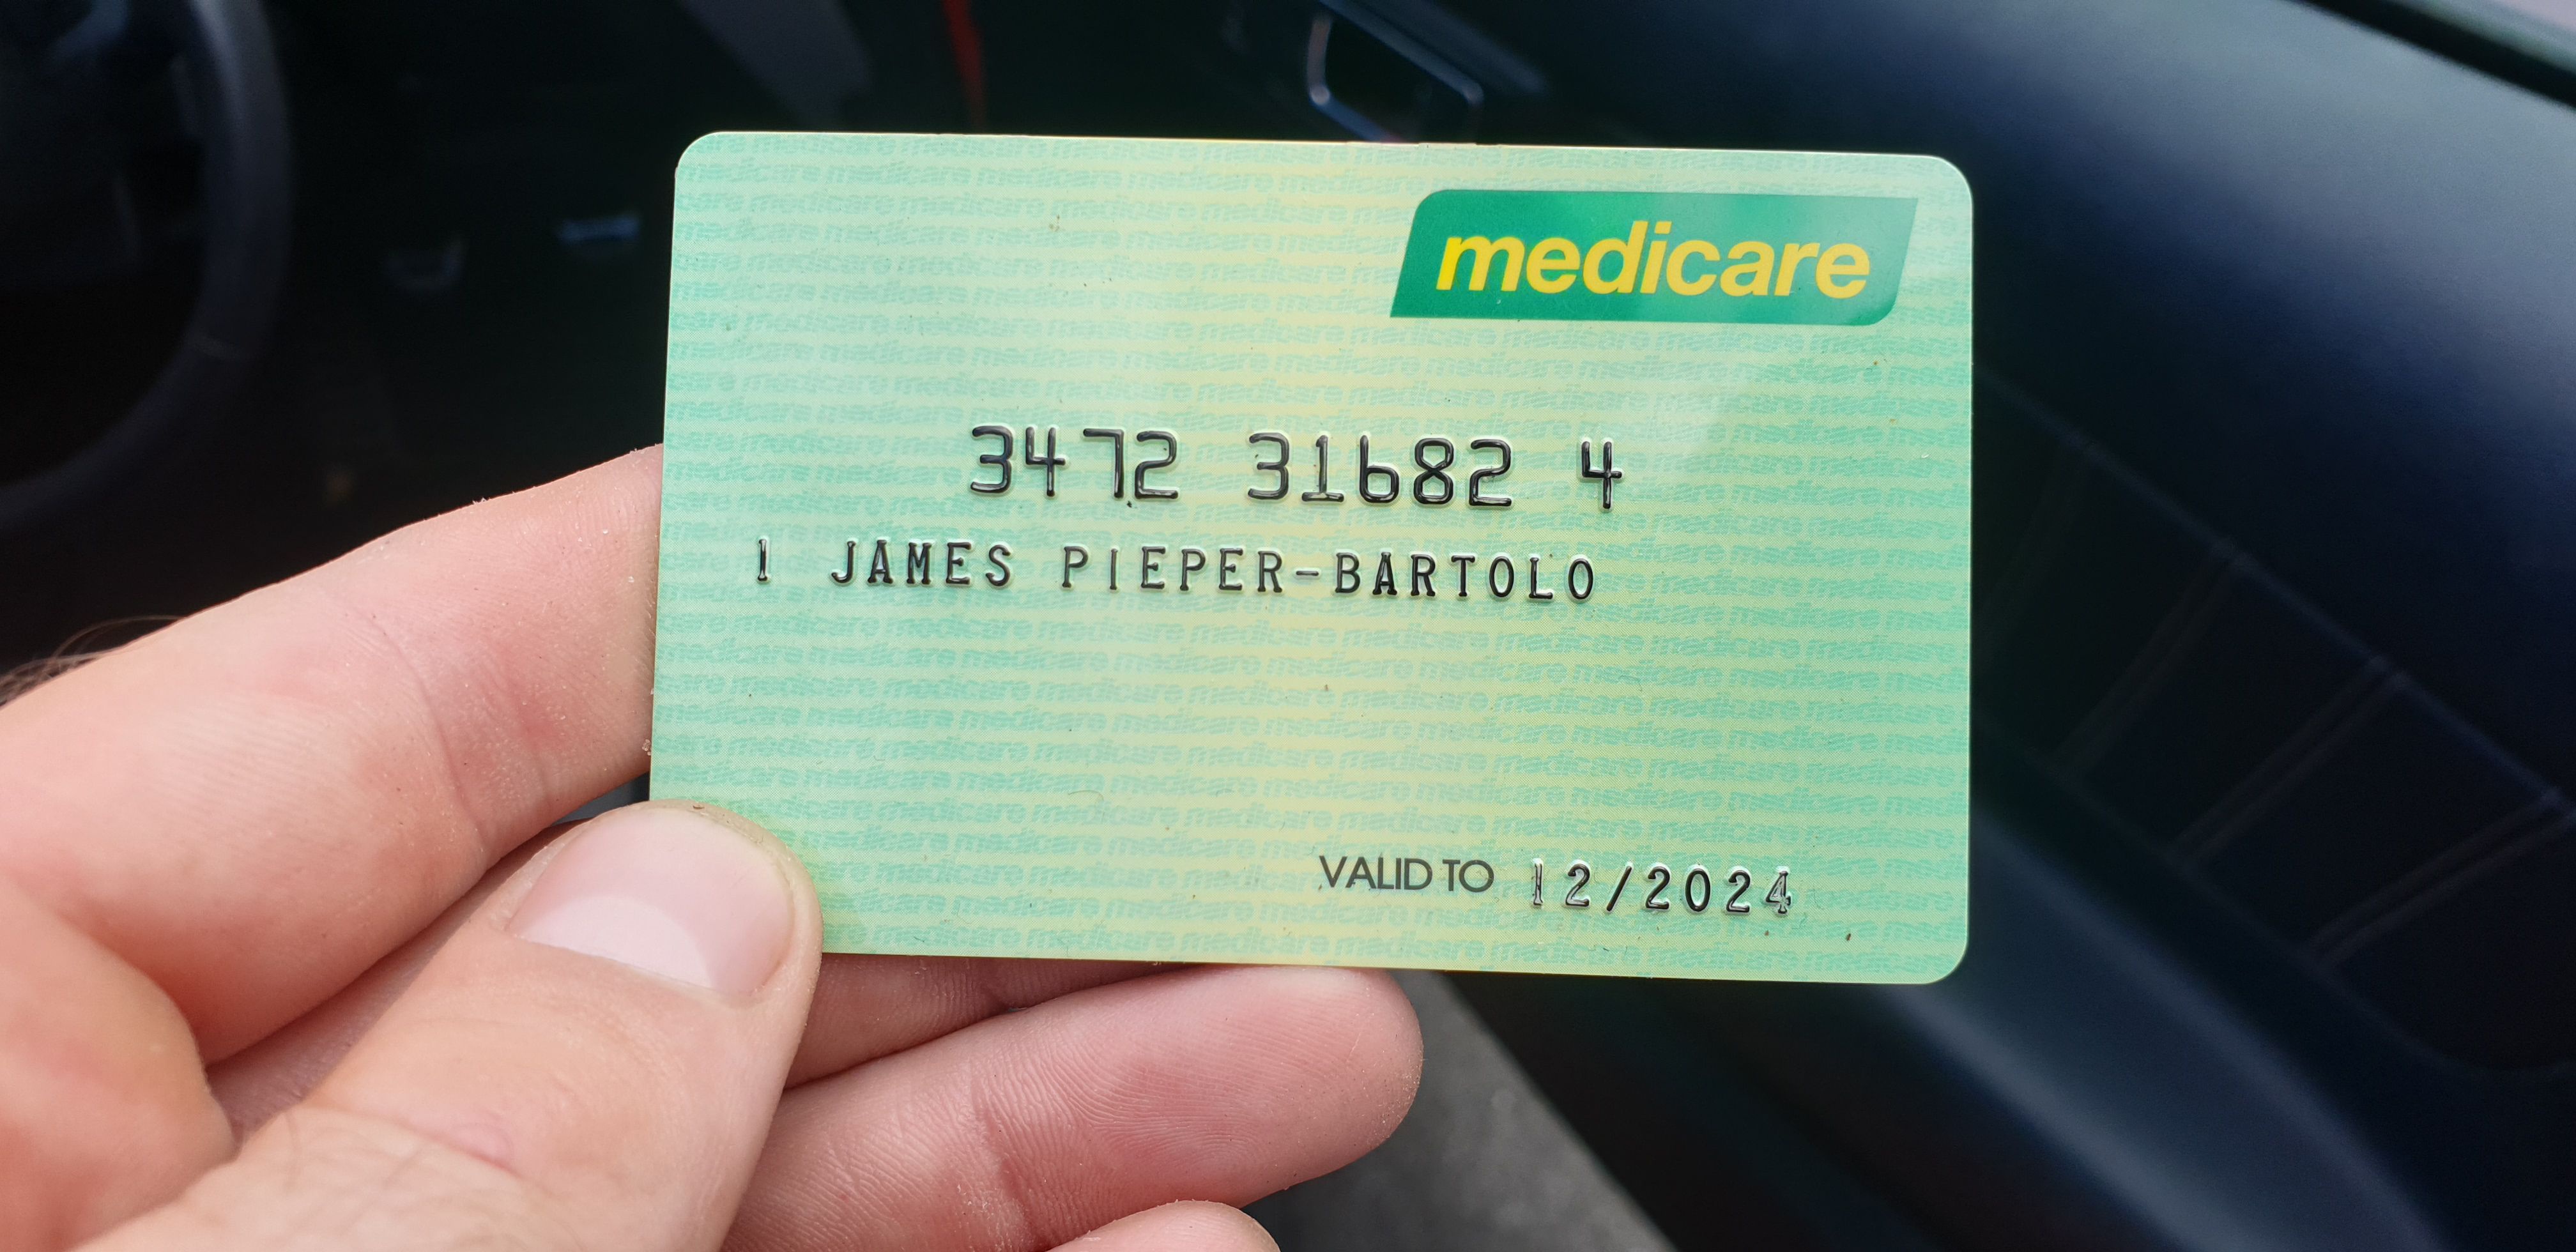 medicare
3472 31682 4
1 JAMES PIEPER-BARTOLO
VALID TO 12/2024